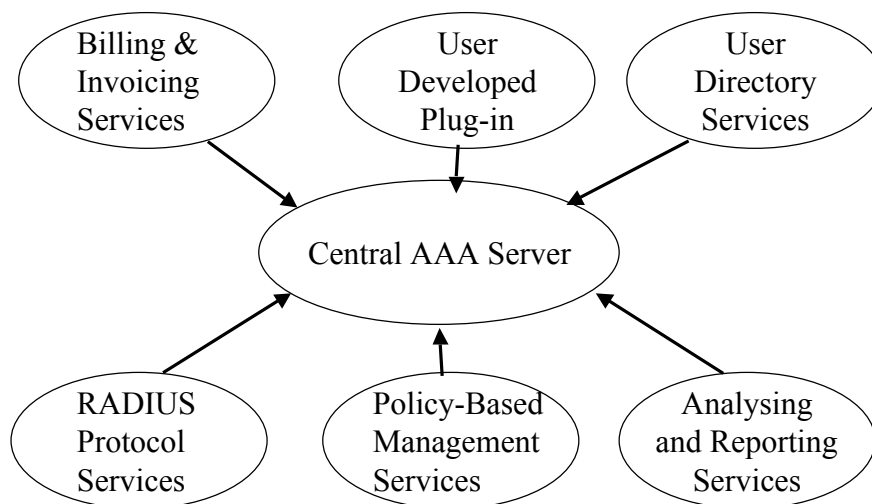 Billing &
Invoicing
Services
User
Developed
Plug-in
User
Directory
Services
Central AAA Server
RADIUS
Protocol
Services
Policy-Based
Management
Services
Analysing
and Reporting
Services